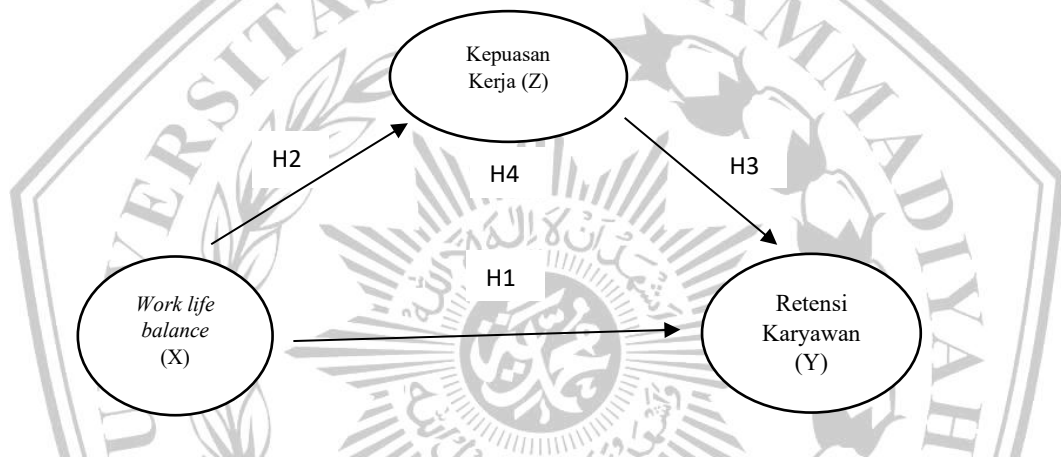 Kepuasan
Kerja (Z)
H2
H4
H3
H1
Work life
balance
(X)
Retensi
Karyawan
(Y)